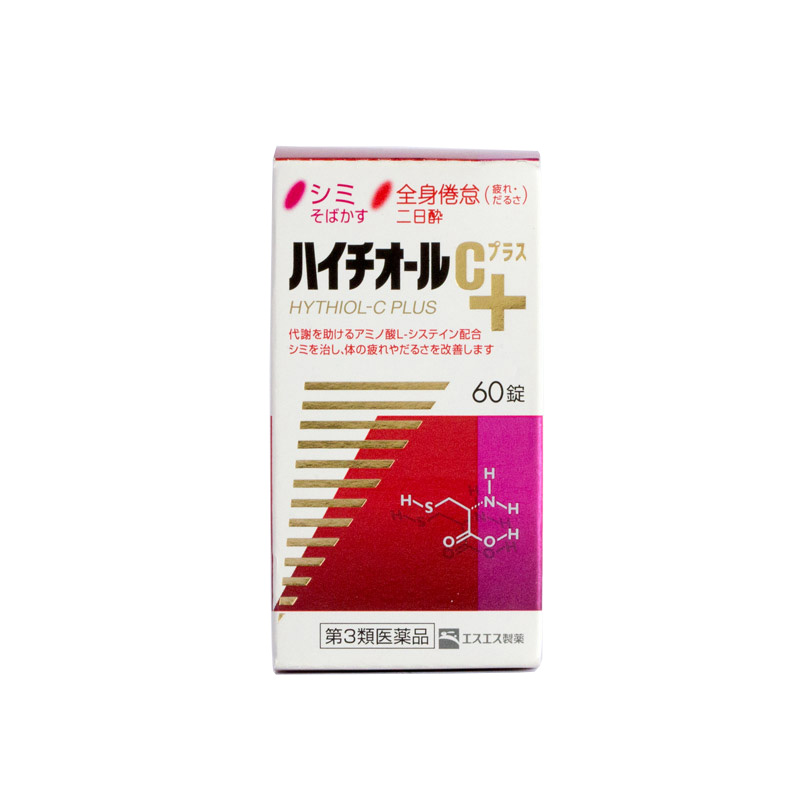 シミ
そばかす
全身倦怠(疲れ・だるさ)
二日酔
ハイチオールCプラス
+
HYTHIOL-C PLUS
代謝を助けるアミノ酸L-システイン配合
シミを治し、体の疲れやだるさを改善します
60錠
H
H S N H
H
O O
第3類医薬品
エスエス製薬